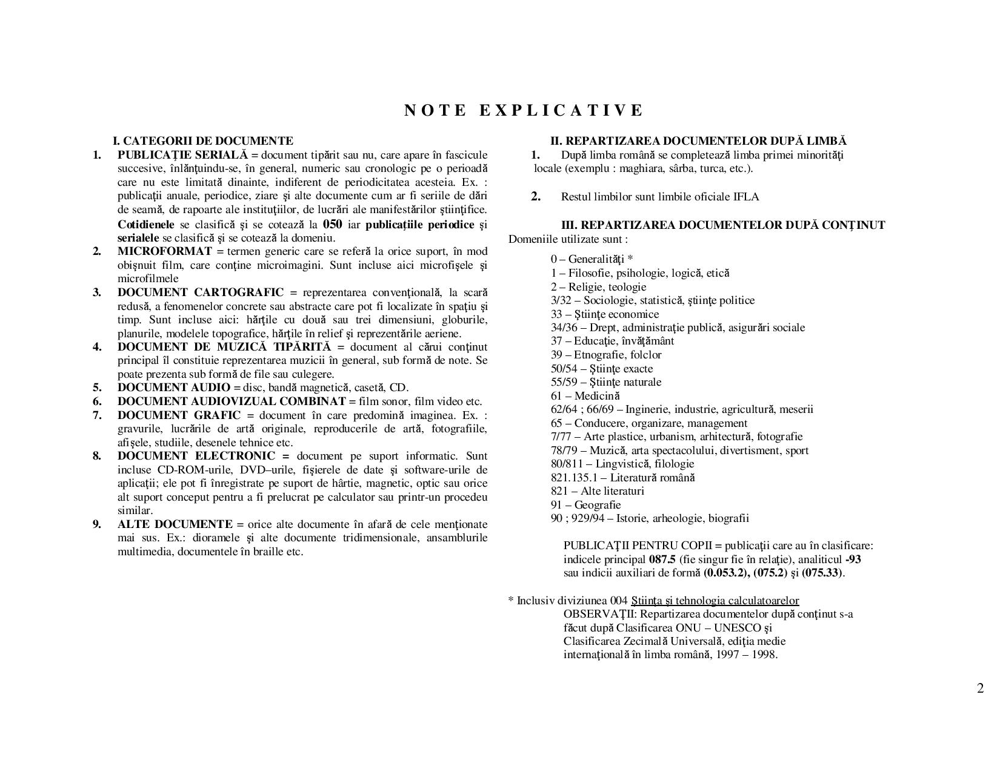 NOTE EXPLICATIVE
I. CATEGORII DE DOCUMENTE
1. PUBLICAŢIE SERIALĂ = document tipărit sau nu, care apare în fascicule
succesive, înlănţuindu-se, în general, numeric sau cronologic pe o perioadă
care nu este limitată dinainte, indiferent de periodicitatea acesteia. Ex. :
publicaţii anuale, periodice, ziare şi alte documente cum ar fi seriile de dări
de seamă, de rapoarte ale instituţiilor, de lucrări ale manifestărilor ştiinţifice.
Cotidienele se clasifică şi se cotează la 050 iar publicaţiile periodice şi
serialele se clasifică şi se cotează la domeniu.
2. MICROFORMAT = termen generic care se referă la orice suport, în mod
obişnuit film, care conţine microimagini. Sunt incluse aici microfişele şi
microfilmele
3. DOCUMENT CARTOGRAFIC = reprezentarea convenţională, la scară
redusă, a fenomenelor concrete sau abstracte care pot fi localizate în spaţiu şi
timp. Sunt incluse aici: hărţile cu două sau trei dimensiuni, globurile,
planurile, modelele topografice, hărţile în relief şi reprezentările aeriene.
4. DOCUMENT DE MUZICĂ TIPĂRITĂ = document al cărui conţinut
principal îl constituie reprezentarea muzicii în general, sub formă de note. Se
poate prezenta sub formă de file sau culegere.
5. DOCUMENT AUDIO = disc, bandă magnetică, casetă, CD.
6. DOCUMENT AUDIOVIZUAL COMBINAT = film sonor, film video etc.
7. DOCUMENT GRAFIC = document în care predomină imaginea. Ex. :
gravurile, lucrările de artă originale, reproducerile de artă, fotografiile,
afişele, studiile, desenele tehnice etc.
8. DOCUMENT ELECTRONIC = document pe suport informatic. Sunt
incluse CD-ROM-urile, DVD–urile, fişierele de date şi software-urile de
aplicaţii; ele pot fi înregistrate pe suport de hârtie, magnetic, optic sau orice
alt suport conceput pentru a fi prelucrat pe calculator sau printr-un procedeu
similar.
9. ALTE DOCUMENTE = orice alte documente în afară de cele menţionate
mai sus. Ex.: dioramele şi alte documente tridimensionale, ansamblurile
multimedia, documentele în braille etc.
II. REPARTIZAREA DOCUMENTELOR DUPĂ LIMBĂ
1. După limba română se completează limba primei minorităţi
locale (exemplu : maghiara, sârba, turca, etc.).
2. Restul limbilor sunt limbile oficiale IFLA
III. REPARTIZAREA DOCUMENTELOR DUPĂ CONŢINUT
Domeniile utilizate sunt :
0 – Generalităţi *
1 – Filosofie, psihologie, logică, etică
2 – Religie, teologie
3/32 – Sociologie, statistică, ştiinţe politice
33 – Ştiinţe economice
34/36 – Drept, administraţie publică, asigurări sociale
37 – Educaţie, învăţământ
39 – Etnografie, folclor
50/54 – Ştiinţe exacte
55/59 – Ştiinţe naturale
61 – Medicină
62/64 ; 66/69 – Inginerie, industrie, agricultură, meserii
65 – Conducere, organizare, management
7/77 – Arte plastice, urbanism, arhitectură, fotografie
78/79 – Muzică, arta spectacolului, divertisment, sport
80/811 – Lingvistică, filologie
821.135.1 – Literatură română
821 – Alte literaturi
91 – Geografie
90 ; 929/94 – Istorie, arheologie, biografii
PUBLICAŢII PENTRU COPII = publicaţii care au în clasificare:
indicele principal 087.5 (fie singur fie în relaţie), analiticul -93
sau indicii auxiliari de formă (0.053.2), (075.2) şi (075.33).
* Inclusiv diviziunea 004 Ştiinţa şi tehnologia calculatoarelor
OBSERVAŢII: Repartizarea documentelor după conţinut s-a
făcut după Clasificarea ONU – UNESCO şi
Clasificarea Zecimală Universală, ediţia medie
internaţională în limba română, 1997 – 1998.
2